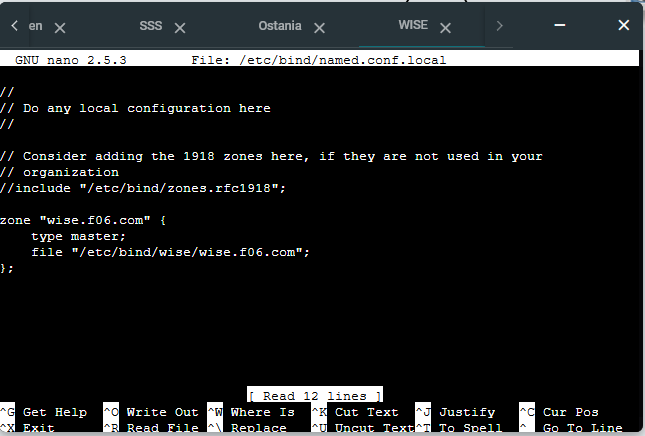 en SSS Ostania WISE
GNU nano 2.5.3 File: /etc/bind/named.conf.local
//
// Do any local configuration here
//
// Consider adding the 1918 zones here, if they are not used in your
// organization
//include "/etc/bind/zones.rfc1918";
zone "wise.f06.com" {
    type master;
    file "/etc/bind/wise/wise.f06.com";
};
[ Read 12 lines ]
^G Get Help ^O Write Out ^W Where Is ^K Cut Text ^J Justify ^C Cur Pos
^X Exit ^R Read File ^\ Replace ^U Uncut Text ^T To Spell ^_ Go To Line